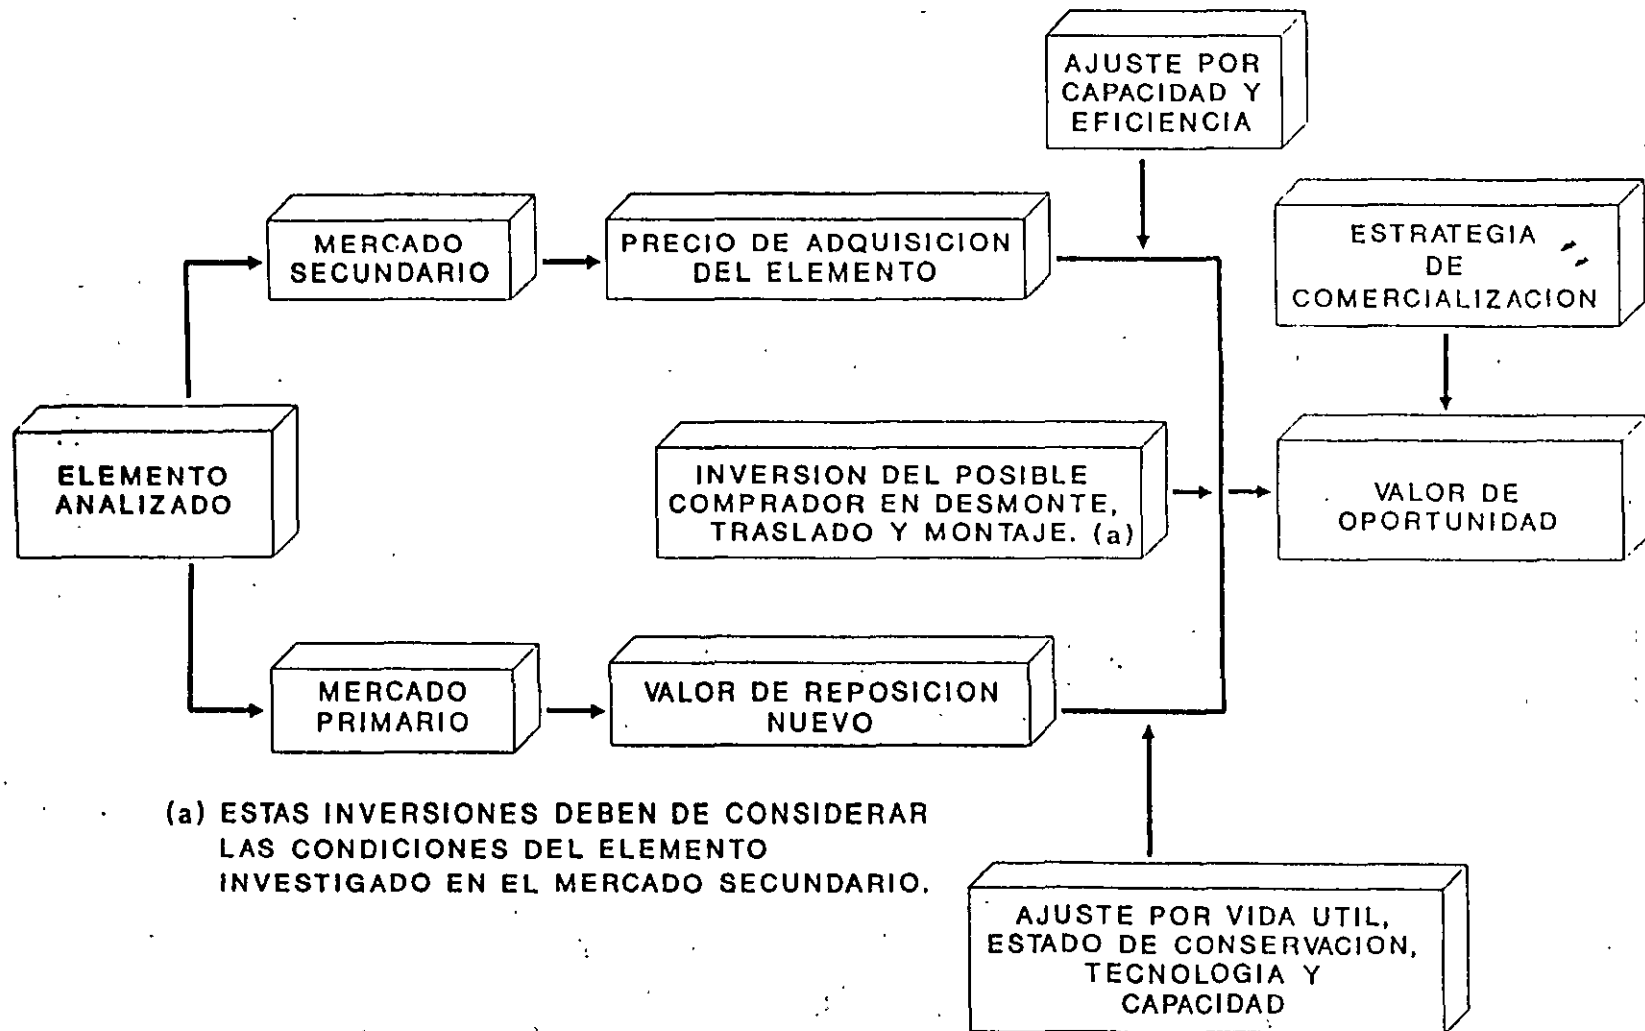 AJUSTE POR
CAPACIDAD Y
EFICIENCIA
MERCADO
SECUNDARIO
PRECIO DE ADQUISICION
DEL ELEMENTO
ESTRATEGIA
DE
COMERCIALIZACION
ELEMENTO
ANALIZADO
INVERSION DEL POSIBLE
COMPRADOR EN DESMONTE,
TRASLADO Y MONTAJE. (a)
VALOR DE
OPORTUNIDAD
MERCADO
PRIMARIO
VALOR DE REPOSICION
NUEVO
(a) ESTAS INVERSIONES DEBEN DE CONSIDERAR
LAS CONDICIONES DEL ELEMENTO
INVESTIGADO EN EL MERCADO SECUNDARIO.
AJUSTE POR VIDA UTIL,
ESTADO DE CONSERVACION,
TECNOLOGIA Y
CAPACIDAD